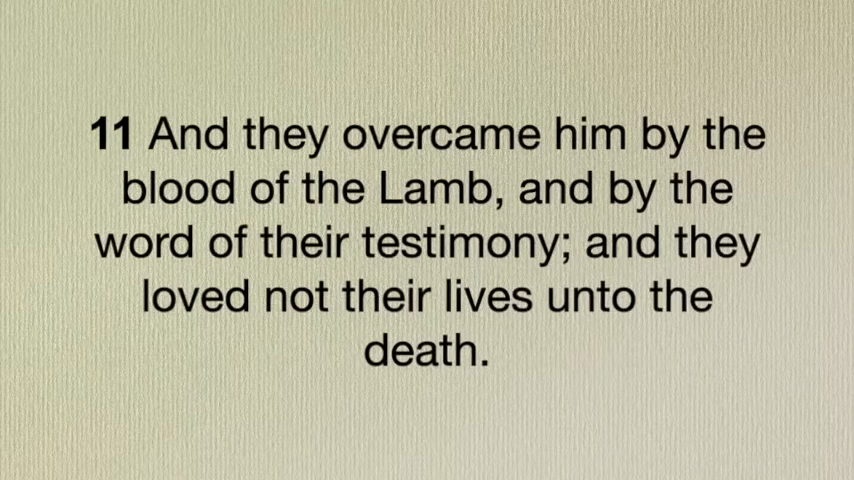 11 And they overcame him by the
blood of the Lamb, and by the
word of their testimony; and they
loved not their lives unto the
death.